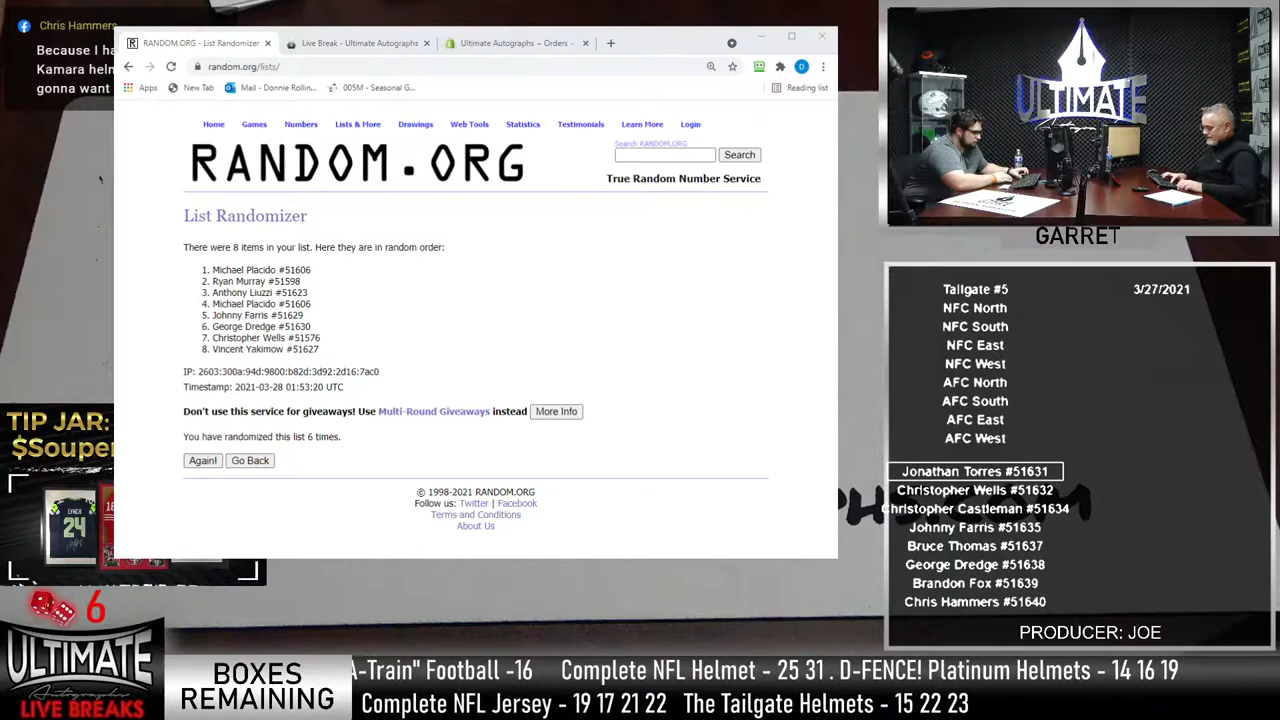 Chris Hammers
Because I ha
Kamara helm
gonna want
RANDOM.ORG - List Randomizer
Live Break - Ultimate Autographs
Ultimate Autographs ~ Orders ~
random.org/lists/
Apps
New Tab
Mail - Donnie Rollin...
005M - Seasonal G...
Reading list
Home
Games
Numbers
Lists & More
Drawings
Web Tools
Statistics
Testimonials
Learn More
Login
RANDOM.ORG
Search RANDOM.ORG
Search
True Random Number Service
List Randomizer
There were 8 items in your list. Here they are in random order:
1. Michael Placido #51606
2. Ryan Murray #51598
3. Anthony Liuzzi #51623
4. Michael Placido #51606
5. Johnny Farris #51629
6. George Dredge #51630
7. Christopher Wells #51576
8. Vincent Yakimow #51627
IP: 2603:300a:94d:9800:b82d:3d92:2d16:7ac0
Timestamp: 2021-03-28 01:53:20 UTC
Don't use this service for giveaways! Use Multi-Round Giveaways instead
More Info
You have randomized this list 6 times.
Again!
Go Back
© 1998-2021 RANDOM.ORG
Follow us: Twitter | Facebook
Terms and Conditions
About Us
ULTIMATE
GARRET
Tailgate #5 3/27/2021
NFC North
NFC South
NFC East
NFC West
AFC North
AFC South
AFC East
AFC West
Jonathan Torres #51631
Christopher Wells #51632
Christopher Castleman #51634
Johnny Farris #51635
Bruce Thomas #51637
George Dredge #51638
Brandon Fox #51639
Chris Hammers #51640
PRODUCER: JOE
TIP JAR:
$Souper
LYNCH
24
6
ULTIMATE
Autographs
LIVE BREAKS
BOXES
REMAINING
A-Train" Football -16 Complete NFL Helmet - 25 31 . D-FENCE! Platinum Helmets - 14 16 19
Complete NFL Jersey - 19 17 21 22 The Tailgate Helmets - 15 22 23